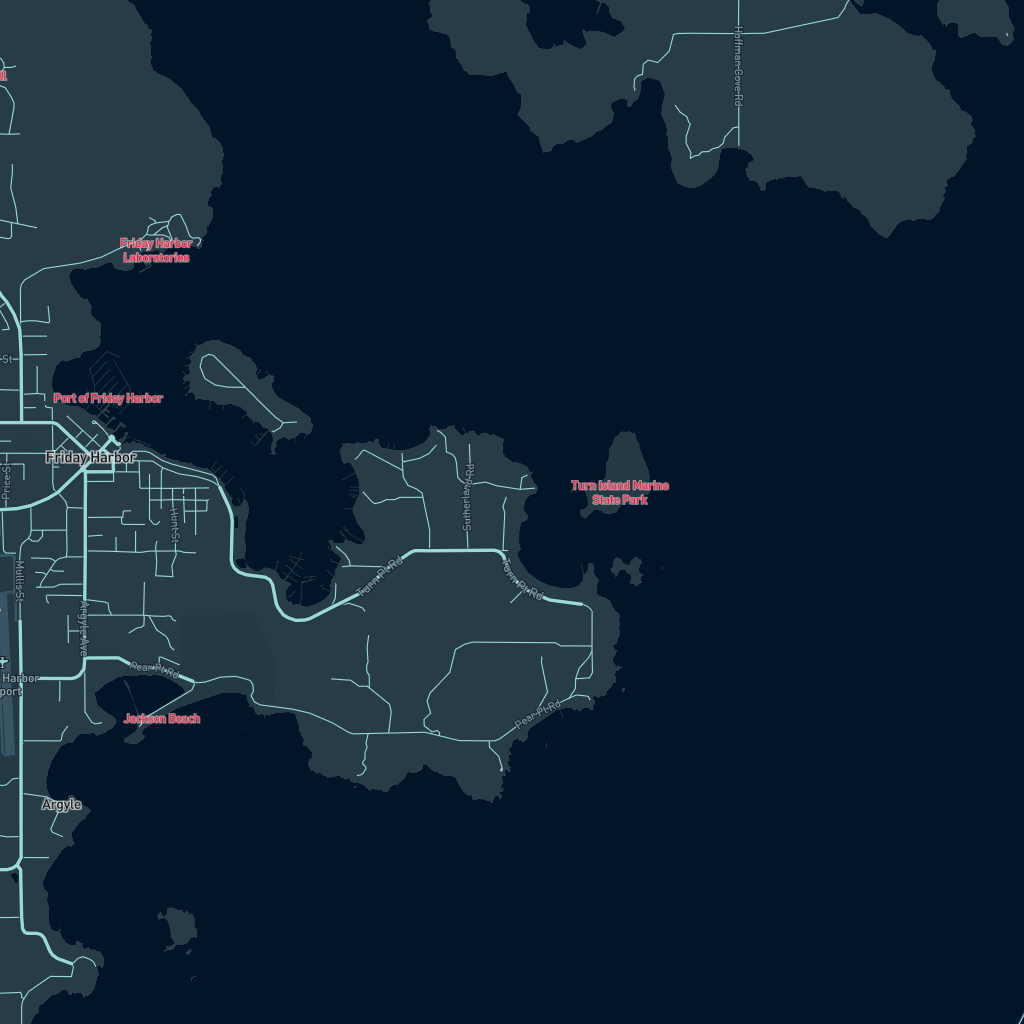 Hoffman Cove Rd
Friday Harbor
Laboratories
St
Port of Friday Harbor
Friday Harbor
Price St
Sutherland Rd
Turn Island Marine
State Park
Hunt St
Mullis St
Turn Pt Rd
Turn Pt Rd
Argyle Ave
Pear Pt Rd
Harbor
port
Jackson Beach
Pear Pt Rd
Argyle